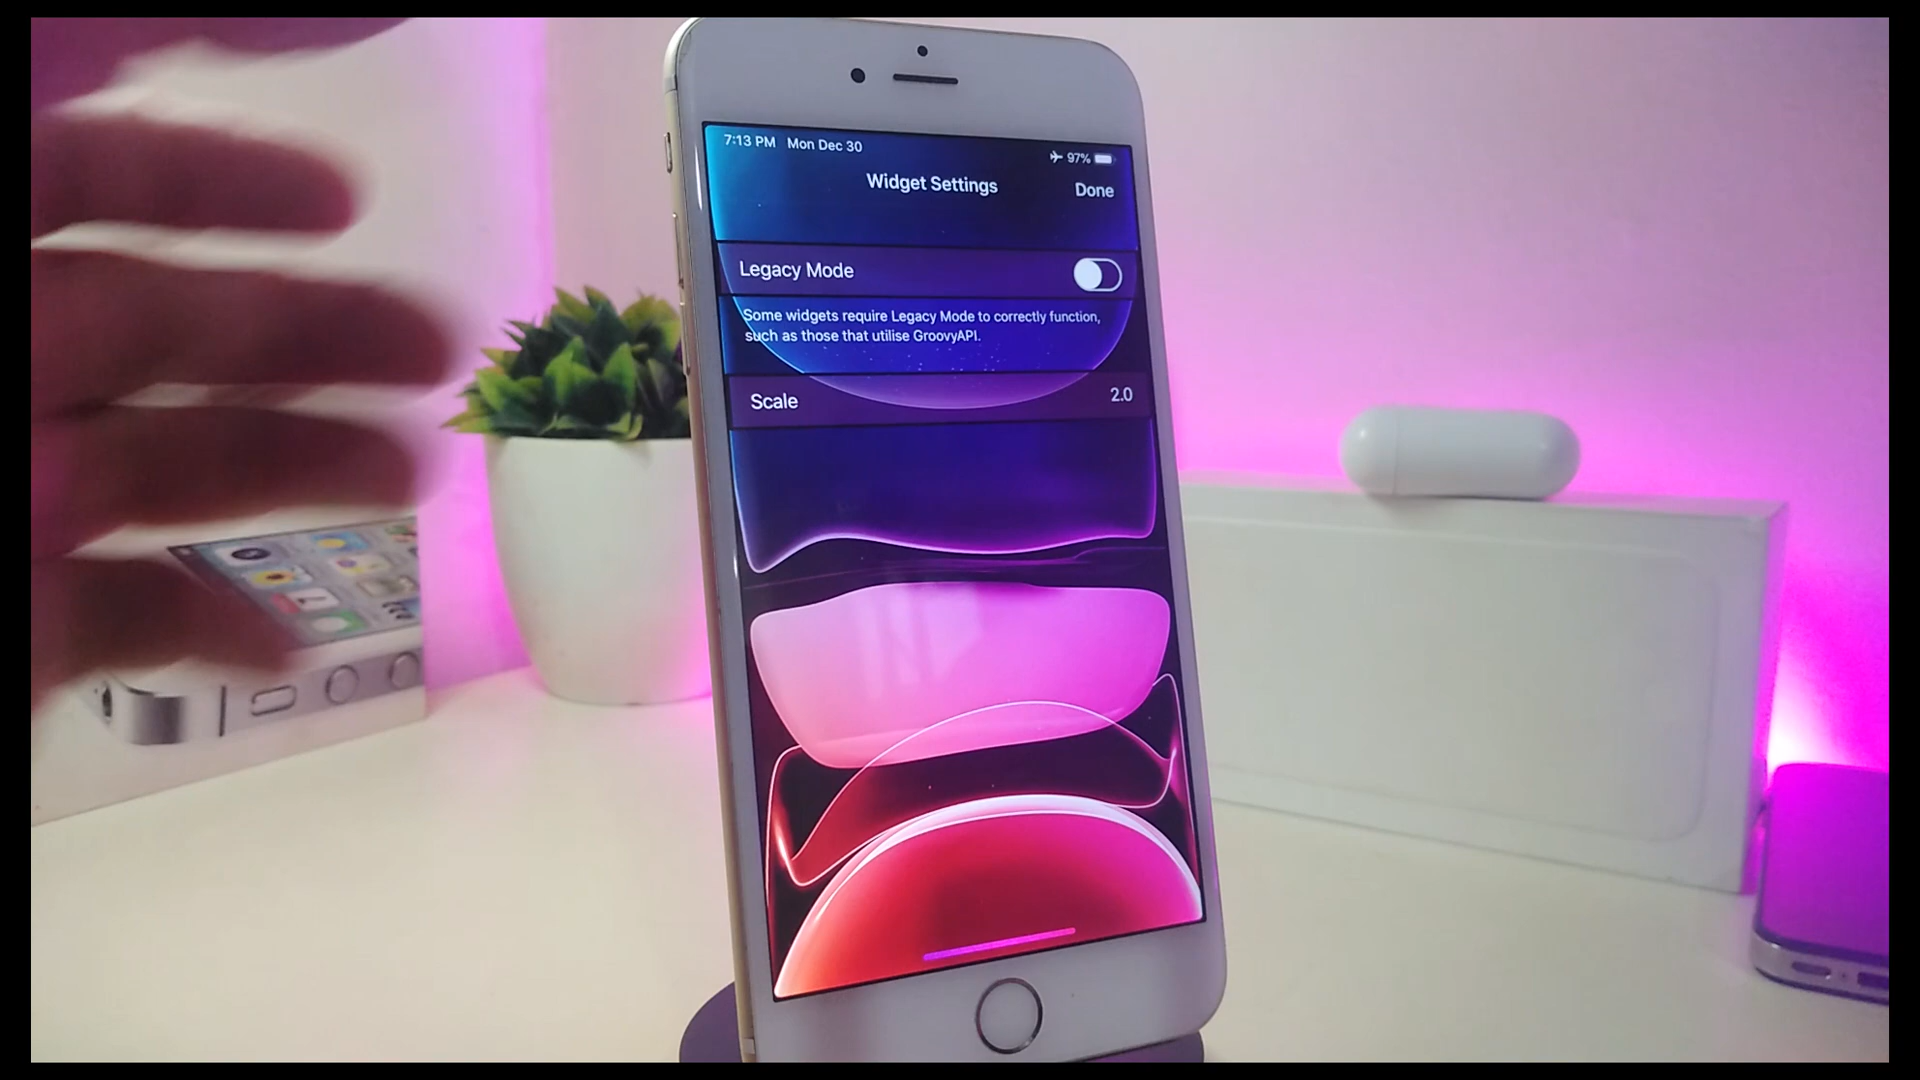 7:13 PM Mon Dec 30
97%
Widget Settings
Done
Legacy Mode
Some widgets require Legacy Mode to correctly function,
such as those that utilise GroovyAPI.
Scale
2.0